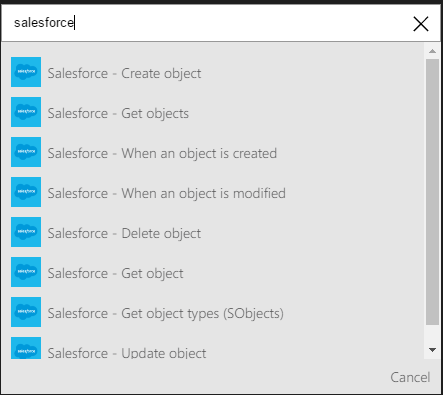 salesforce
Salesforce - Create object
Salesforce - Get objects
Salesforce - When an object is created
Salesforce - When an object is modified
Salesforce - Delete object
Salesforce - Get object
Salesforce - Get object types (SObjects)
Salesforce - Update object
Cancel